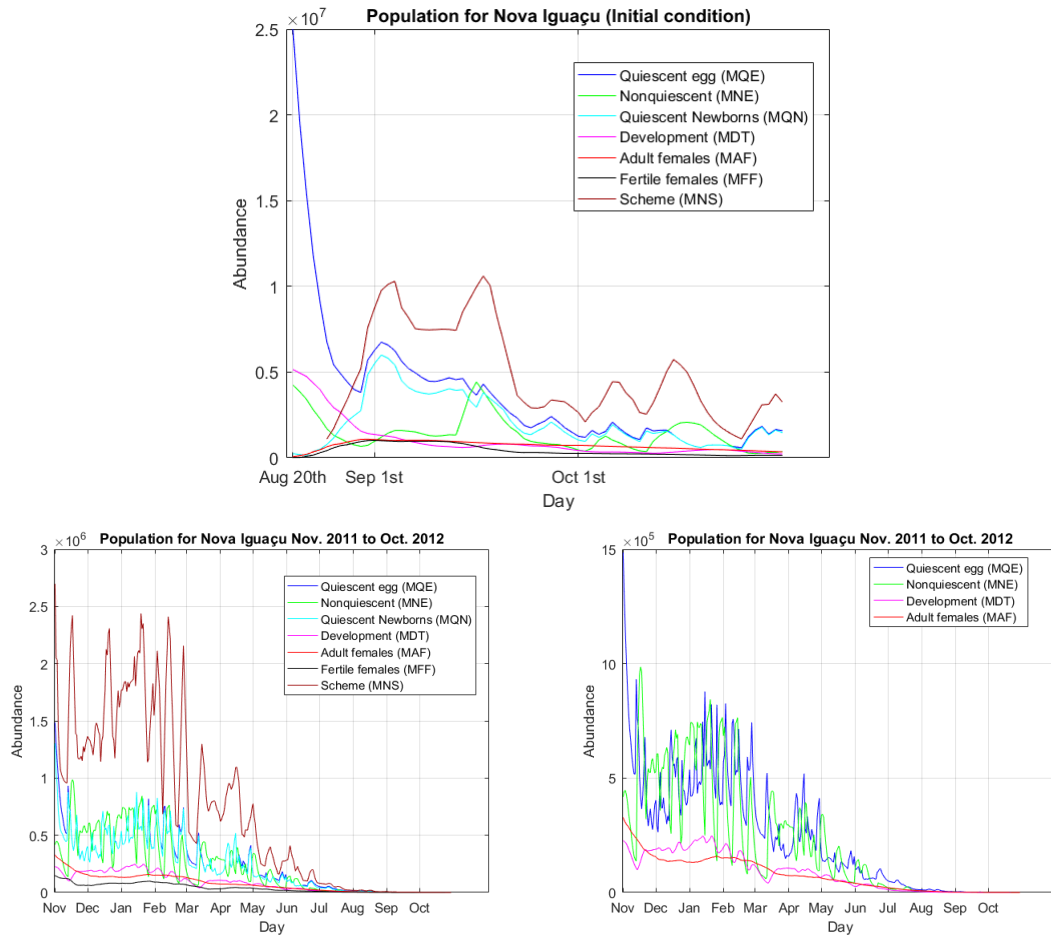 Population for Nova Iguaçu (Initial condition)
×10⁷
2.5
2
1.5
1
0.5
0
Abundance
Quiescent egg (MQE)
Nonquiescent (MNE)
Quiescent Newborns (MQN)
Development (MDT)
Adult females (MAF)
Fertile females (MFF)
Scheme (MNS)
Aug 20th Sep 1st Oct 1st
Day
Population for Nova Iguaçu Nov. 2011 to Oct. 2012
×10⁶
3
2.5
2
1.5
1
0.5
0
Abundance
Quiescent egg (MQE)
Nonquiescent (MNE)
Quiescent Newborns (MQN)
Development (MDT)
Adult females (MAF)
Fertile females (MFF)
Scheme (MNS)
Nov Dec Jan Feb Mar Apr May Jun Jul Aug Sep Oct
Day
Population for Nova Iguaçu Nov. 2011 to Oct. 2012
×10⁵
15
10
5
0
Abundance
Quiescent egg (MQE)
Nonquiescent (MNE)
Development (MDT)
Adult females (MAF)
Nov Dec Jan Feb Mar Apr May Jun Jul Aug Sep Oct
Day